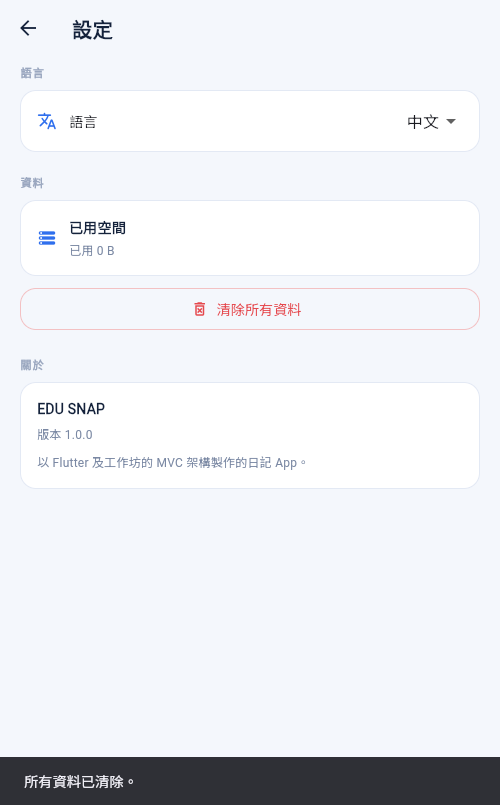 設定
語言
語言
中文
資料
已用空間
已用 0 B
清除所有資料
關於
EDU SNAP
版本 1.0.0
以 Flutter 及工作坊的 MVC 架構製作的日記 App。
所有資料已清除。